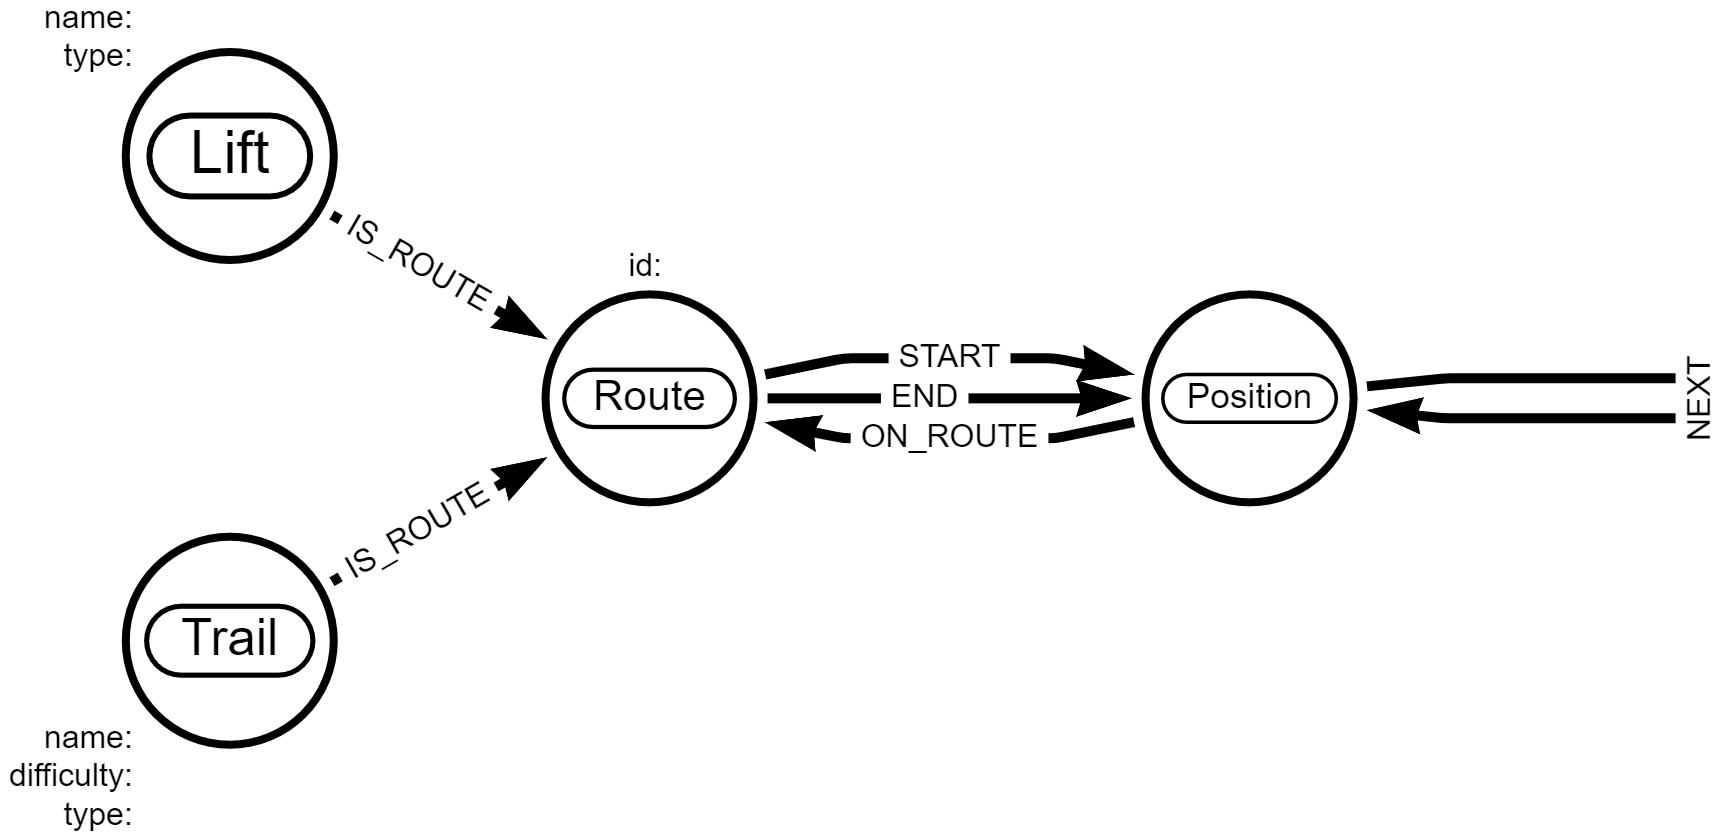 name:
type:
Lift
IS_ROUTE
id:
Route
START
END
ON_ROUTE
Position
NEXT
IS_ROUTE
Trail
name:
difficulty:
type: